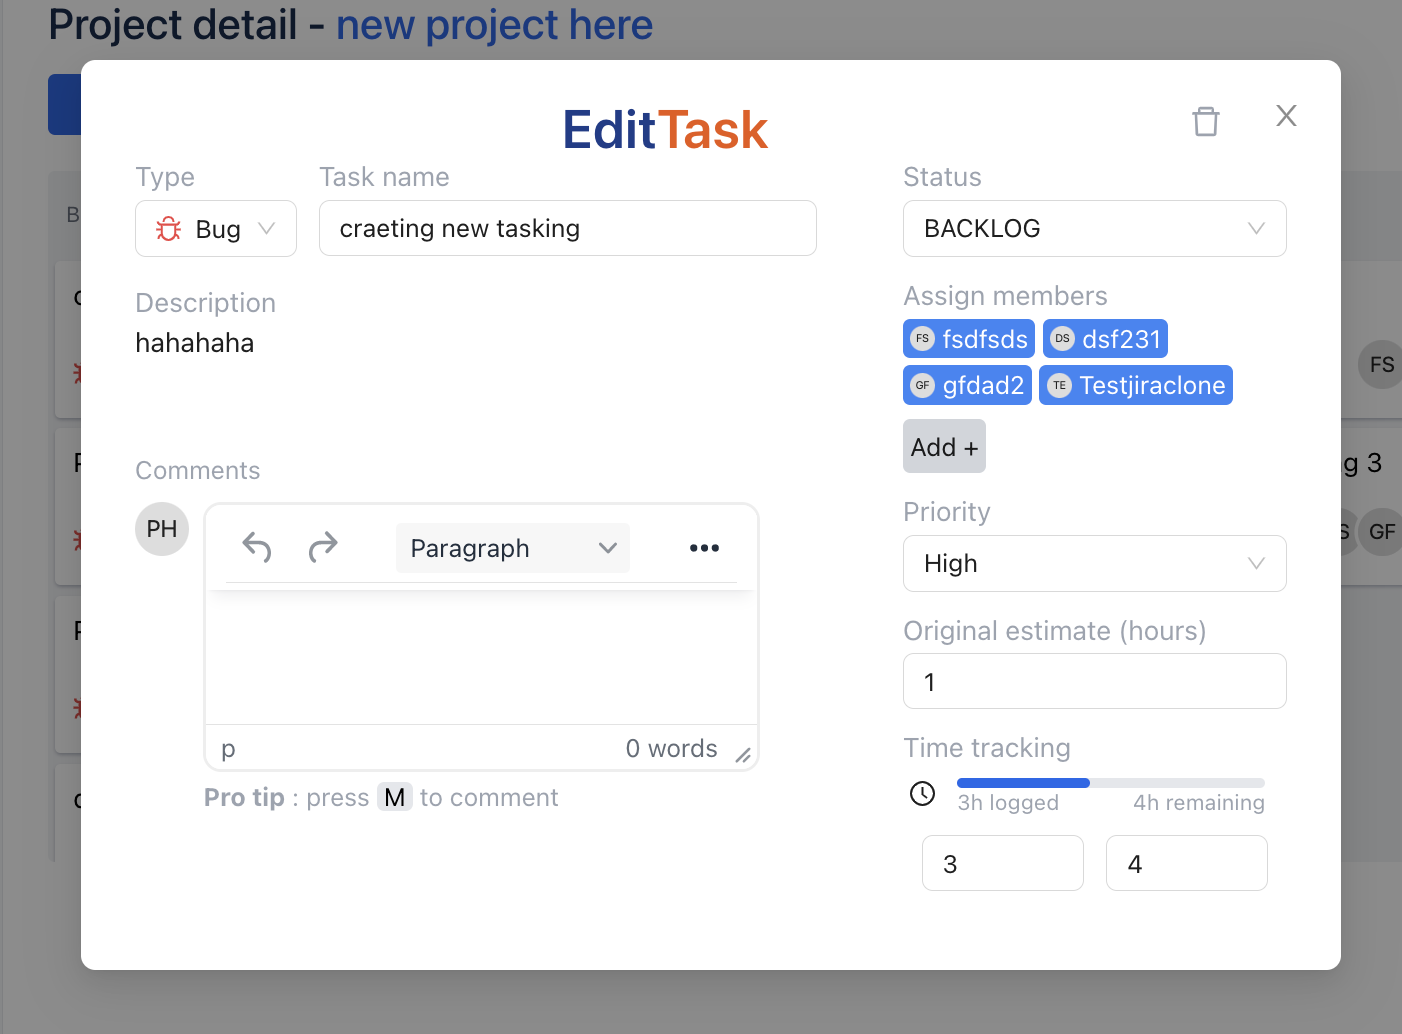 Project detail - new project here
EditTask
Type
Task name
Status
Bug
craeting new tasking
BACKLOG
Description
hahahaha
Assign members
FS fsdfsds
DS dsf231
GF gfdad2
TE Testjiraclone
Add +
Comments
PH
Paragraph
p
0 words
Pro tip : press M to comment
Priority
High
Original estimate (hours)
1
Time tracking
3h logged
4h remaining
3
4
FS
g 3
S
GF
B